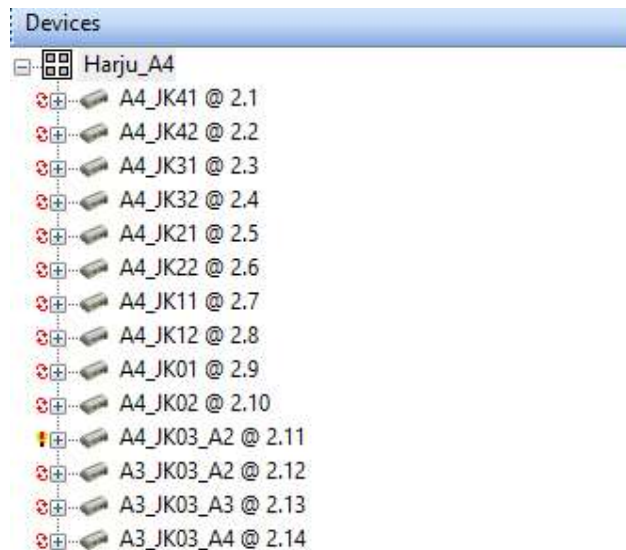 Devices
Harju_A4
A4_JK41 @ 2.1
A4_JK42 @ 2.2
A4_JK31 @ 2.3
A4_JK32 @ 2.4
A4_JK21 @ 2.5
A4_JK22 @ 2.6
A4_JK11 @ 2.7
A4_JK12 @ 2.8
A4_JK01 @ 2.9
A4_JK02 @ 2.10
A4_JK03_A2 @ 2.11
A3_JK03_A2 @ 2.12
A3_JK03_A3 @ 2.13
A3_JK03_A4 @ 2.14